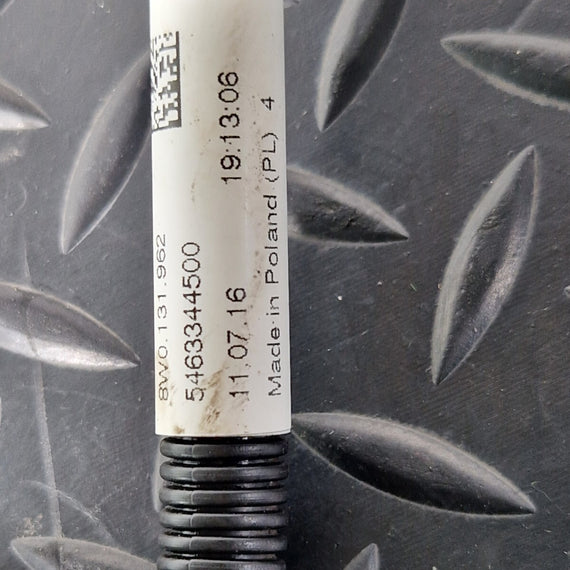 8W0.131.962
5463344500
11.07.16 19:13:06
Made in Poland (PL) 4